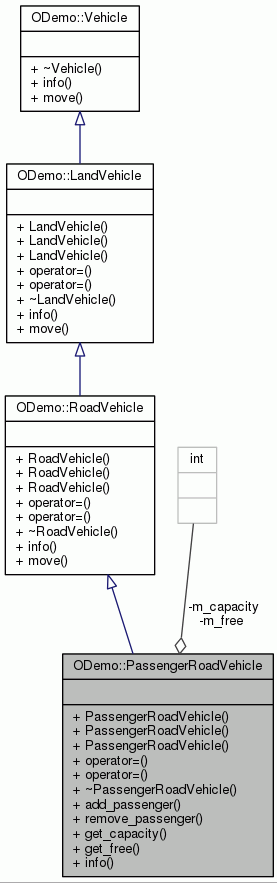 ODemo::Vehicle
+ ~Vehicle()
+ info()
+ move()
ODemo::LandVehicle
+ LandVehicle()
+ LandVehicle()
+ LandVehicle()
+ operator=()
+ operator=()
+ ~LandVehicle()
+ info()
+ move()
ODemo::RoadVehicle
+ RoadVehicle()
+ RoadVehicle()
+ RoadVehicle()
+ operator=()
+ operator=()
+ ~RoadVehicle()
+ info()
+ move()
int
-m_capacity
-m_free
ODemo::PassengerRoadVehicle
+ PassengerRoadVehicle()
+ PassengerRoadVehicle()
+ PassengerRoadVehicle()
+ operator=()
+ operator=()
+ ~PassengerRoadVehicle()
+ add_passenger()
+ remove_passenger()
+ get_capacity()
+ get_free()
+ info()